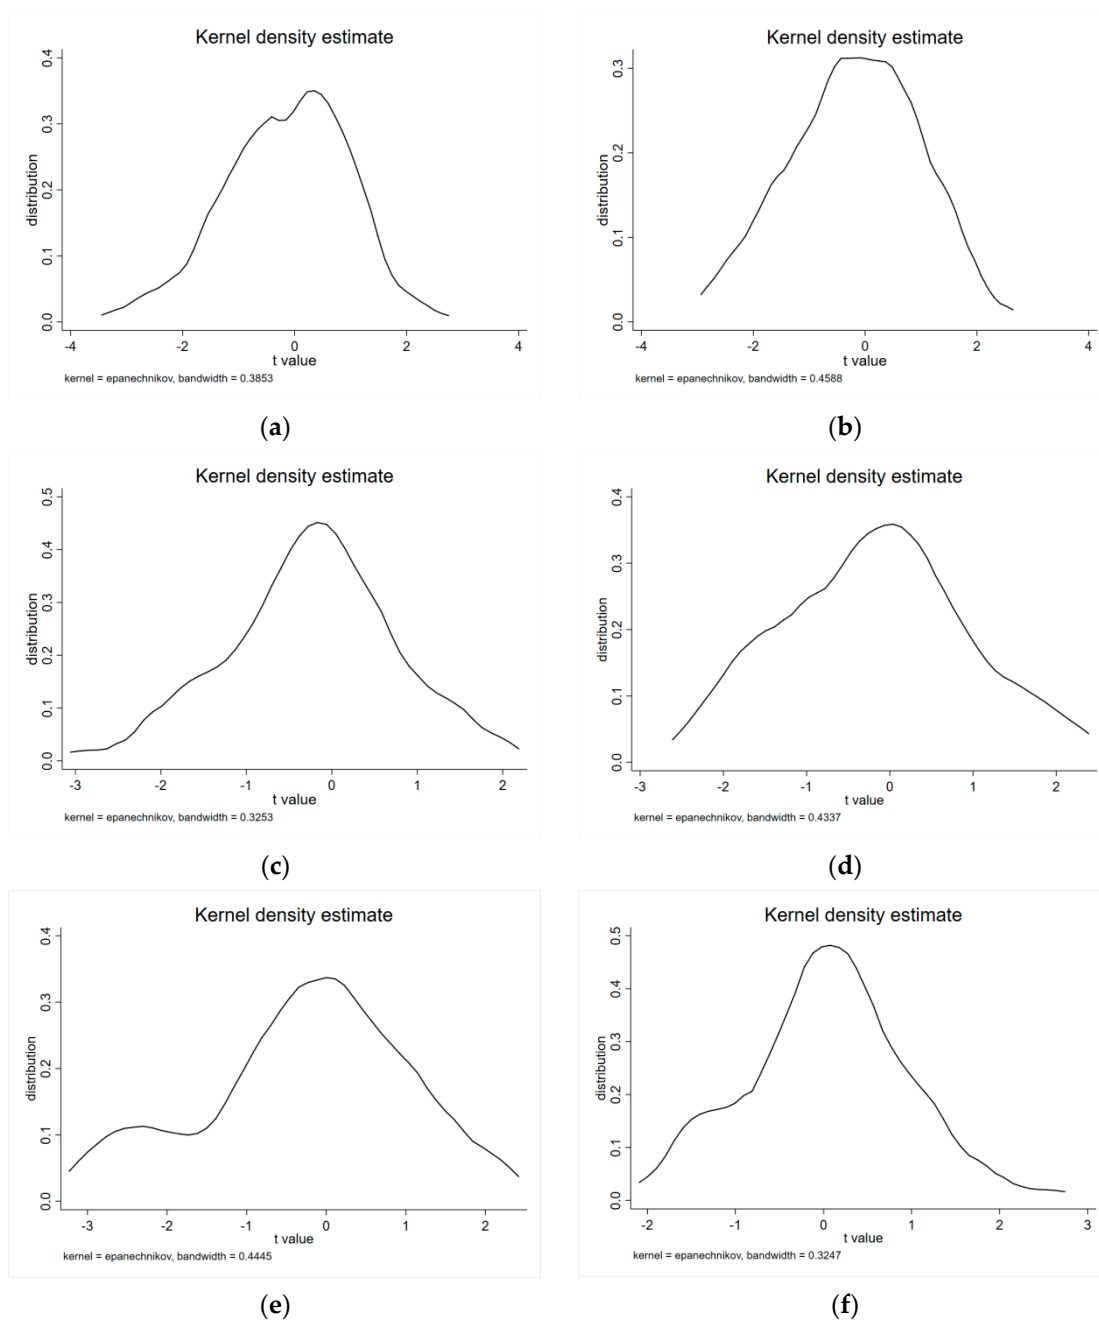 Kernel density estimate
distribution
0.4
0.3
0.2
0.1
0.0
-4
-2
0
2
4
t value
kernel = epanechnikov, bandwidth = 0.3853
(a)
Kernel density estimate
distribution
0.3
0.2
0.1
0.0
-4
-2
0
2
4
t value
kernel = epanechnikov, bandwidth = 0.4588
(b)
Kernel density estimate
distribution
0.5
0.4
0.3
0.2
0.1
0.0
-3
-2
-1
0
1
2
t value
kernel = epanechnikov, bandwidth = 0.3253
(c)
Kernel density estimate
distribution
0.4
0.3
0.2
0.1
0.0
-3
-2
-1
0
1
2
t value
kernel = epanechnikov, bandwidth = 0.4337
(d)
Kernel density estimate
distribution
0.4
0.3
0.2
0.1
0.0
-3
-2
-1
0
1
2
t value
kernel = epanechnikov, bandwidth = 0.4445
(e)
Kernel density estimate
distribution
0.5
0.4
0.3
0.2
0.1
0.0
-2
-1
0
1
2
3
t value
kernel = epanechnikov, bandwidth = 0.3247
(f)